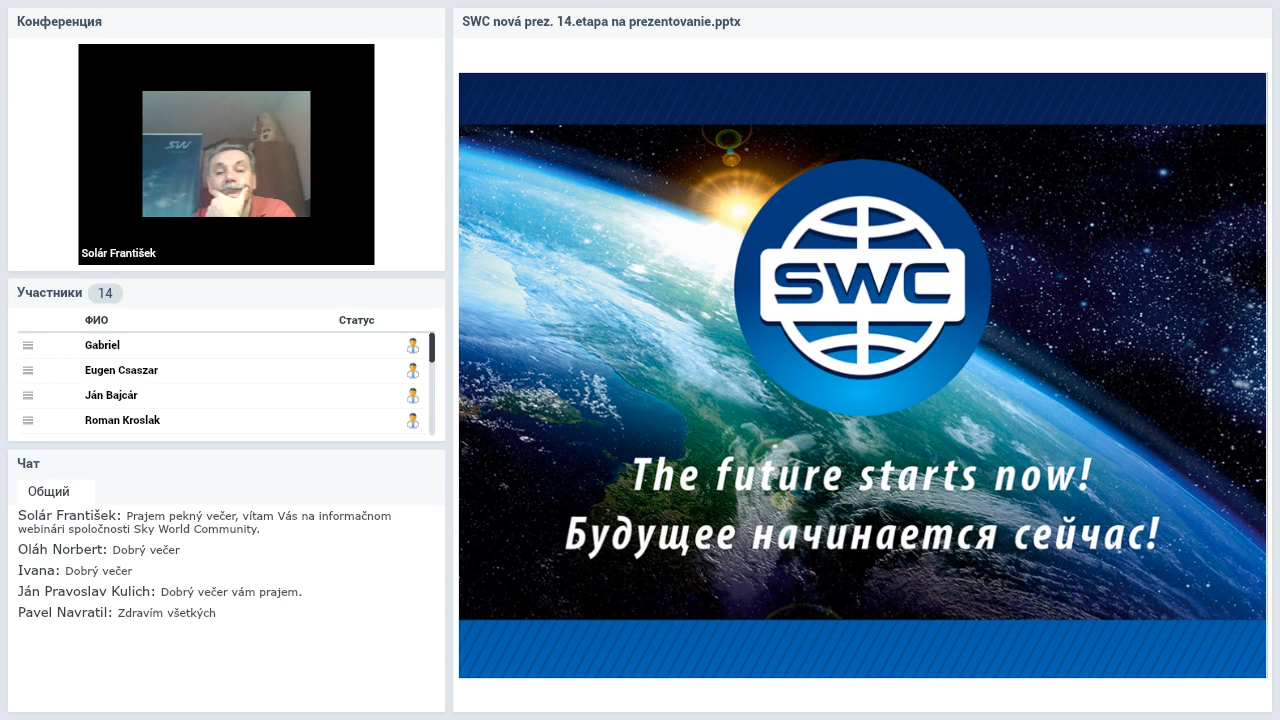 Конференция
SW
Solár František
Участники 14
ФИО Статус
Gabriel
Eugen Csaszar
Ján Bajcár
Roman Kroslak
Чат
Общий
Solár František: Prajem pekný večer, vítam Vás na informačnom
webinári spoločnosti Sky World Community.
Oláh Norbert: Dobrý večer
Ivana: Dobrý večer
Ján Pravoslav Kulich: Dobrý večer vám prajem.
Pavel Navratil: Zdravím všetkých
SWC nová prez. 14.etapa na prezentovanie.pptx
SWC
The future starts now!
Будущее начинается сейчас!